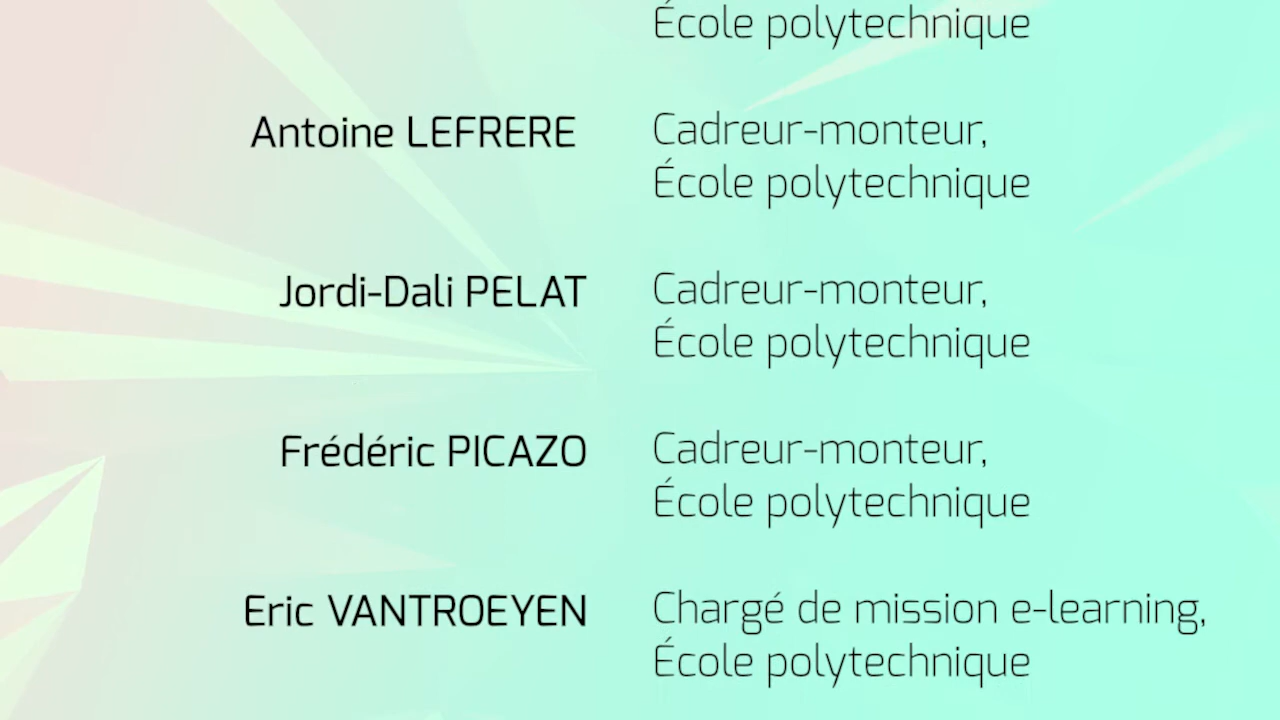 École polytechnique
Antoine LEFRERE Cadreur-monteur,
École polytechnique
Jordi-Dali PELAT Cadreur-monteur,
École polytechnique
Frédéric PICAZO Cadreur-monteur,
École polytechnique
Eric VANTROEYEN Chargé de mission e-learning,
École polytechnique